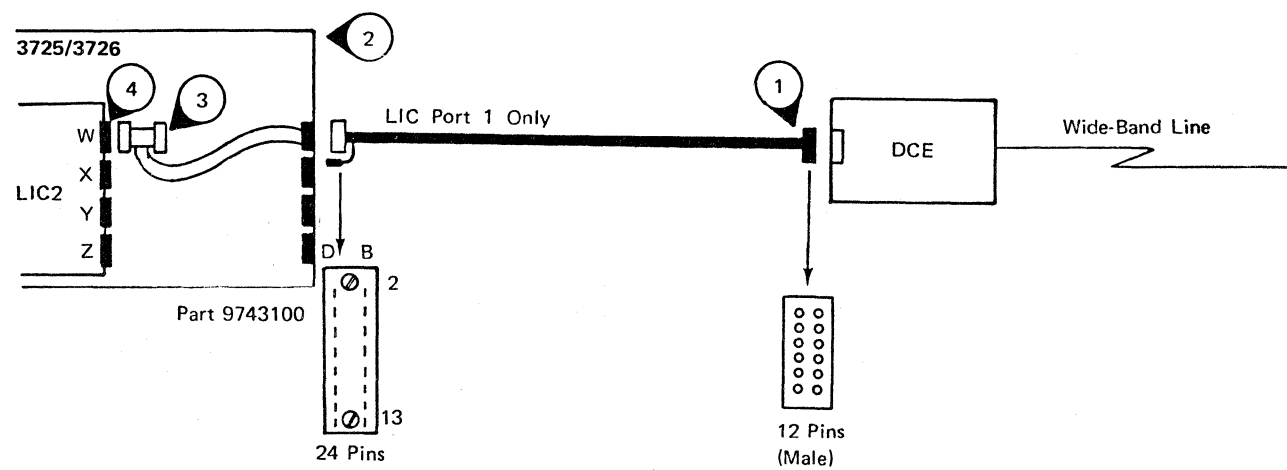 3725/3726
2
4
3
1
LIC Port 1 Only
W
X
LIC2
Y
Z
DCE
Wide-Band Line
D B
2
13
Part 9743100
24 Pins
12 Pins
(Male)